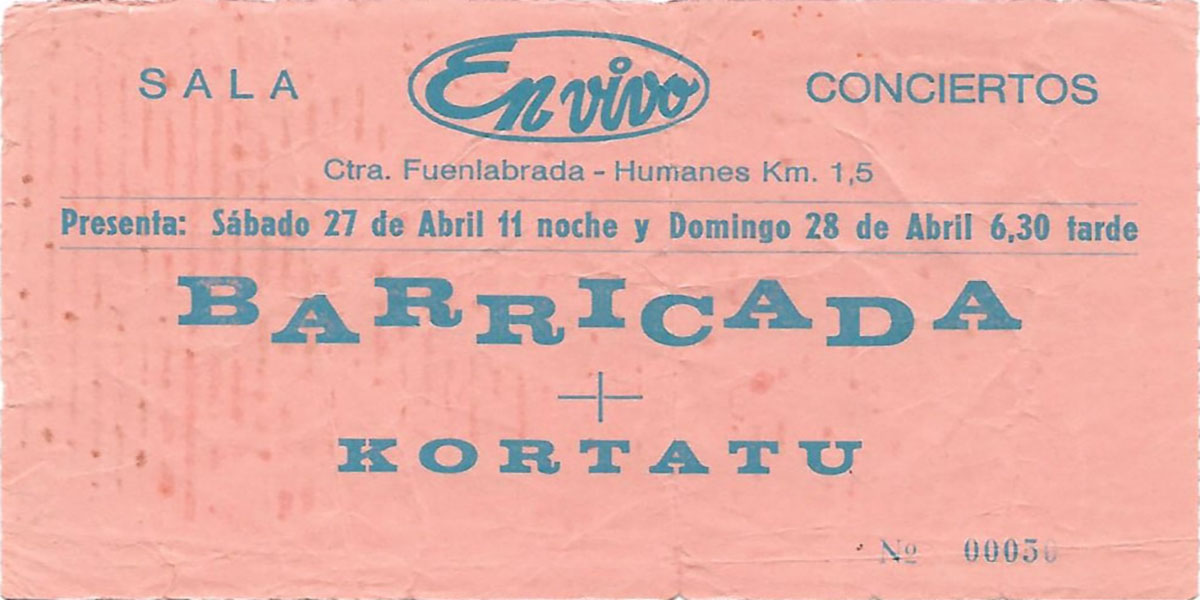 SALA En vivo CONCIERTOS
Ctra. Fuenlabrada - Humanes Km. 1,5
Presenta: Sábado 27 de Abril 11 noche y Domingo 28 de Abril 6,30 tarde
BARRICADA
+
KORTATU
Nº